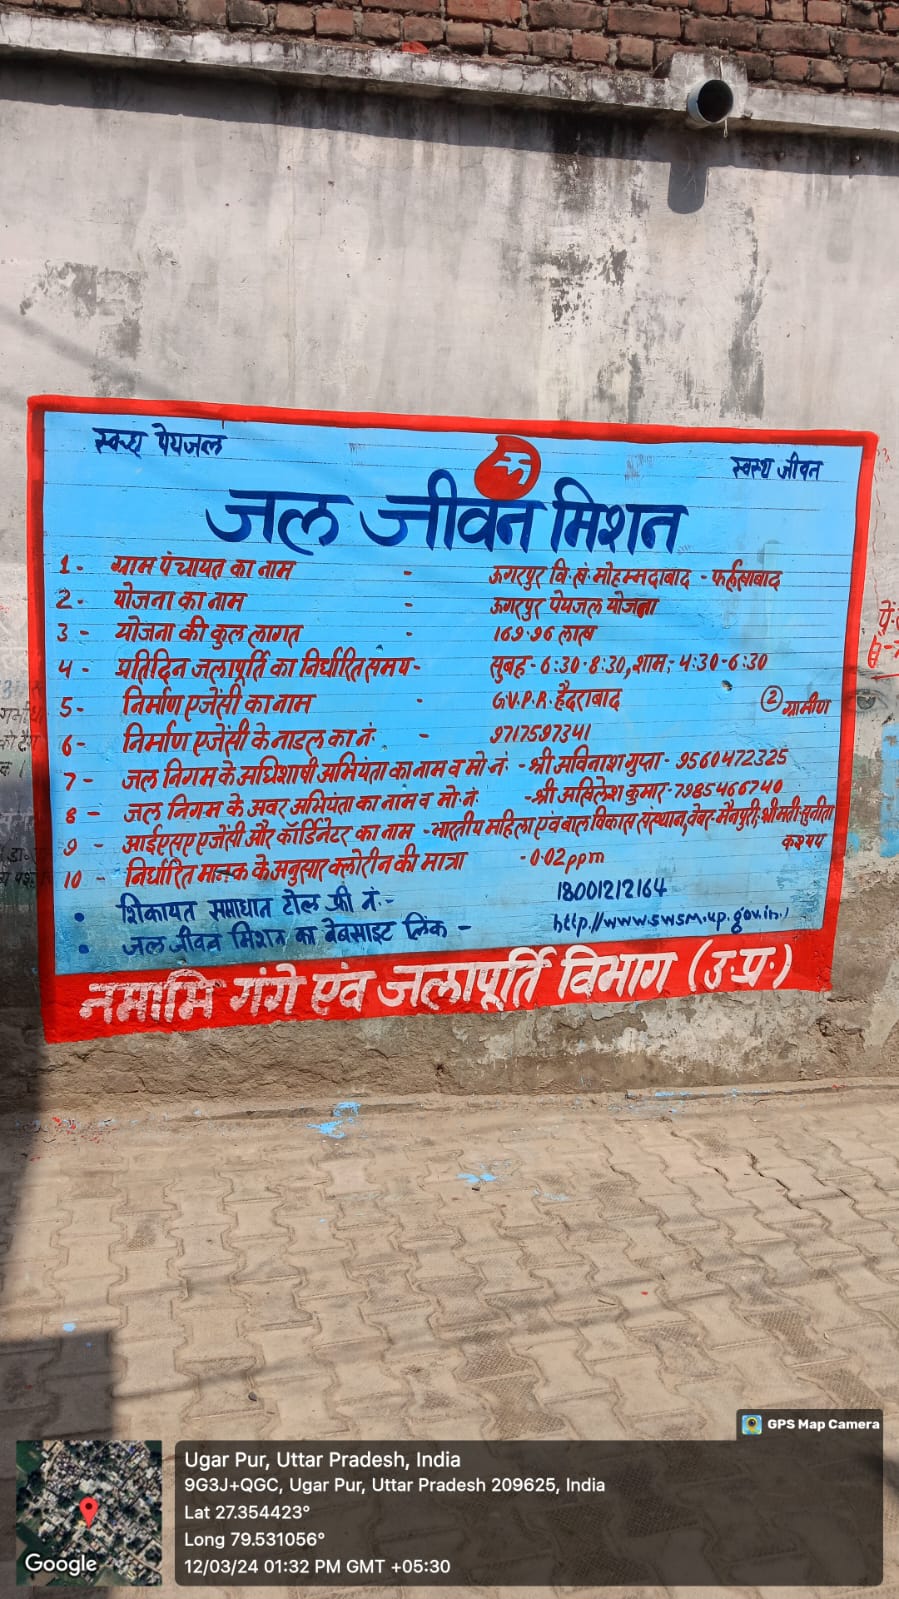 स्वच्छ पेयजल
स्वस्थ जीवन
जल जीवन मिशन
1- ग्राम पंचायत का नाम - ऊगरपुर वि.खं. मोहम्मदाबाद - फर्रुखाबाद
2- योजना का नाम - ऊगरपुर पेयजल योजना
3- योजना की कुल लागत - 169.96 लाख
4- प्रतिदिन जलापूर्ति का निर्धारित समय- सुबह- 6:30-8:30, शाम: 4:30-6:30
5- निर्माण एजेंसी का नाम - G.V.P.R. हैदराबाद ② ग्रामीण
6- निर्माण एजेंसी के नाडल का नं. - 9717597341
7- जल निगम के अधिशाषी अभियंता का नाम व मो. नं. - श्री अविनाश गुप्ता- 9560472325
8- जल निगम के अवर अभियंता का नाम व मो. नं. -श्री अखिलेश कुमार-7985466740
9- आईएसए एजेंसी और कॉर्डिनेटर का नाम -भारतीय महिला एवं बाल विकास संस्थान, वेवर-मैनपुरी, श्रीमती सुनीता
कश्यप
10- निर्धारित मानक के अनुसार क्लोरीन की मात्रा -0.02ppm
• शिकायत समाधान टोल फ्री नं.- 18001212164
• जल जीवन मिशन का वेबसाइट लिंक - http.//www.swsm.up.gov.in./
नमामि गंगे एंव जलापूर्ति विभाग (उ.प्र.)
GPS Map Camera
Ugar Pur, Uttar Pradesh, India
9G3J+QGC, Ugar Pur, Uttar Pradesh 209625, India
Lat 27.354423°
Long 79.531056°
12/03/24 01:32 PM GMT +05:30
Google